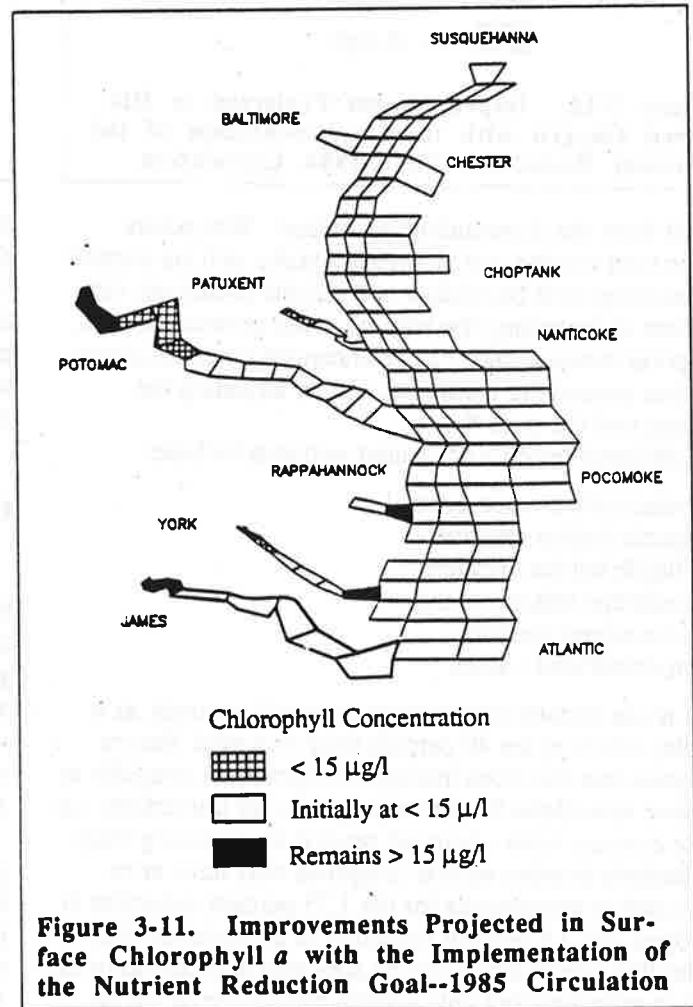 SUSQUEHANNA
BALTIMORE
CHESTER
CHOPTANK
PATUXENT
NANTICOKE
POTOMAC
RAPPAHANNOCK
POCOMOKE
YORK
JAMES
ATLANTIC
Chlorophyll Concentration
< 15 µg/l
Initially at < 15 µ/l
Remains > 15 µg/l
Figure 3-11. Improvements Projected in Sur-
face Chlorophyll a with the Implementation of
the Nutrient Reduction Goal--1985 Circulation